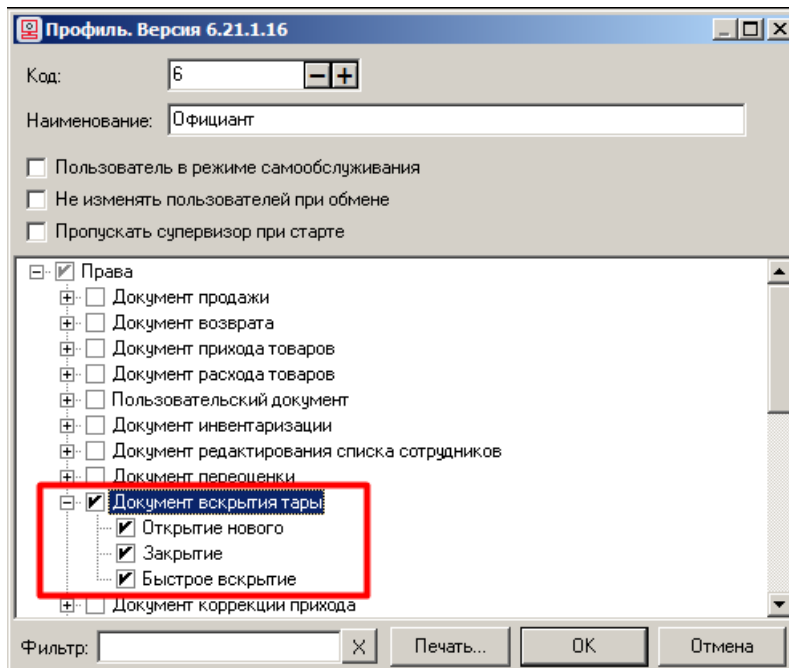 Профиль. Версия 6.21.1.16
Код: 6
Наименование: Официант
Пользователь в режиме самообслуживания
Не изменять пользователей при обмене
Пропускать супервизор при старте
Права
Документ продажи
Документ возврата
Документ прихода товаров
Документ расхода товаров
Пользовательский документ
Документ инвентаризации
Документ редактирования списка сотрудников
Документ переоценки
Документ вскрытия тары
Открытие нового
Закрытие
Быстрое вскрытие
Документ коррекции прихода
Фильтр: X Печать... OK Отмена